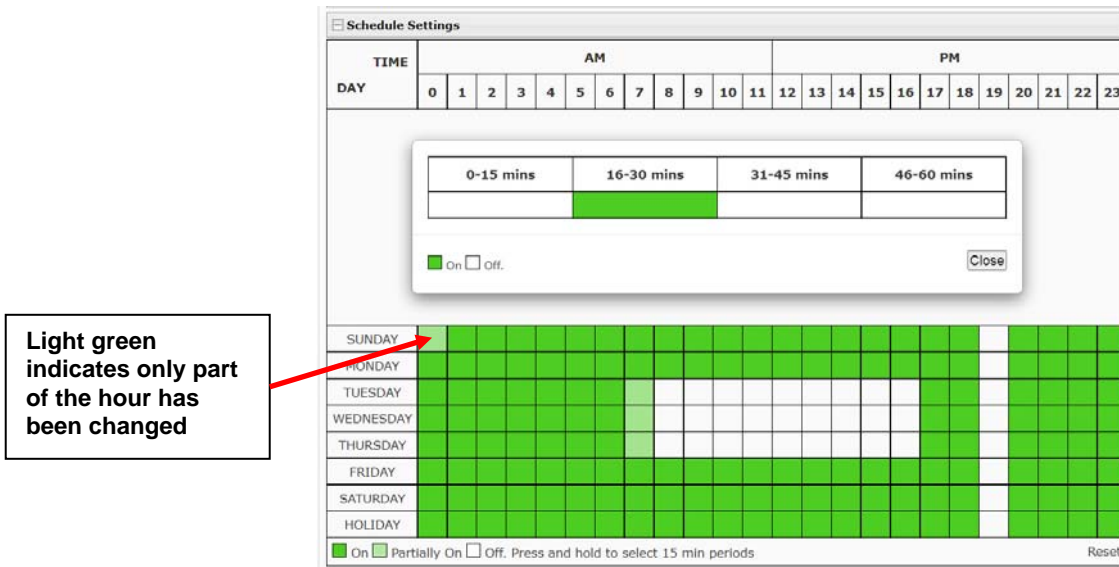 Schedule Settings
TIME AM PM
DAY 0 1 2 3 4 5 6 7 8 9 10 11 12 13 14 15 16 17 18 19 20 21 22 23
0-15 mins 16-30 mins 31-45 mins 46-60 mins
On Off. Close
Light green
indicates only part
of the hour has
been changed
SUNDAY
MONDAY
TUESDAY
WEDNESDAY
THURSDAY
FRIDAY
SATURDAY
HOLIDAY
On Partially On Off. Press and hold to select 15 min periods Reset